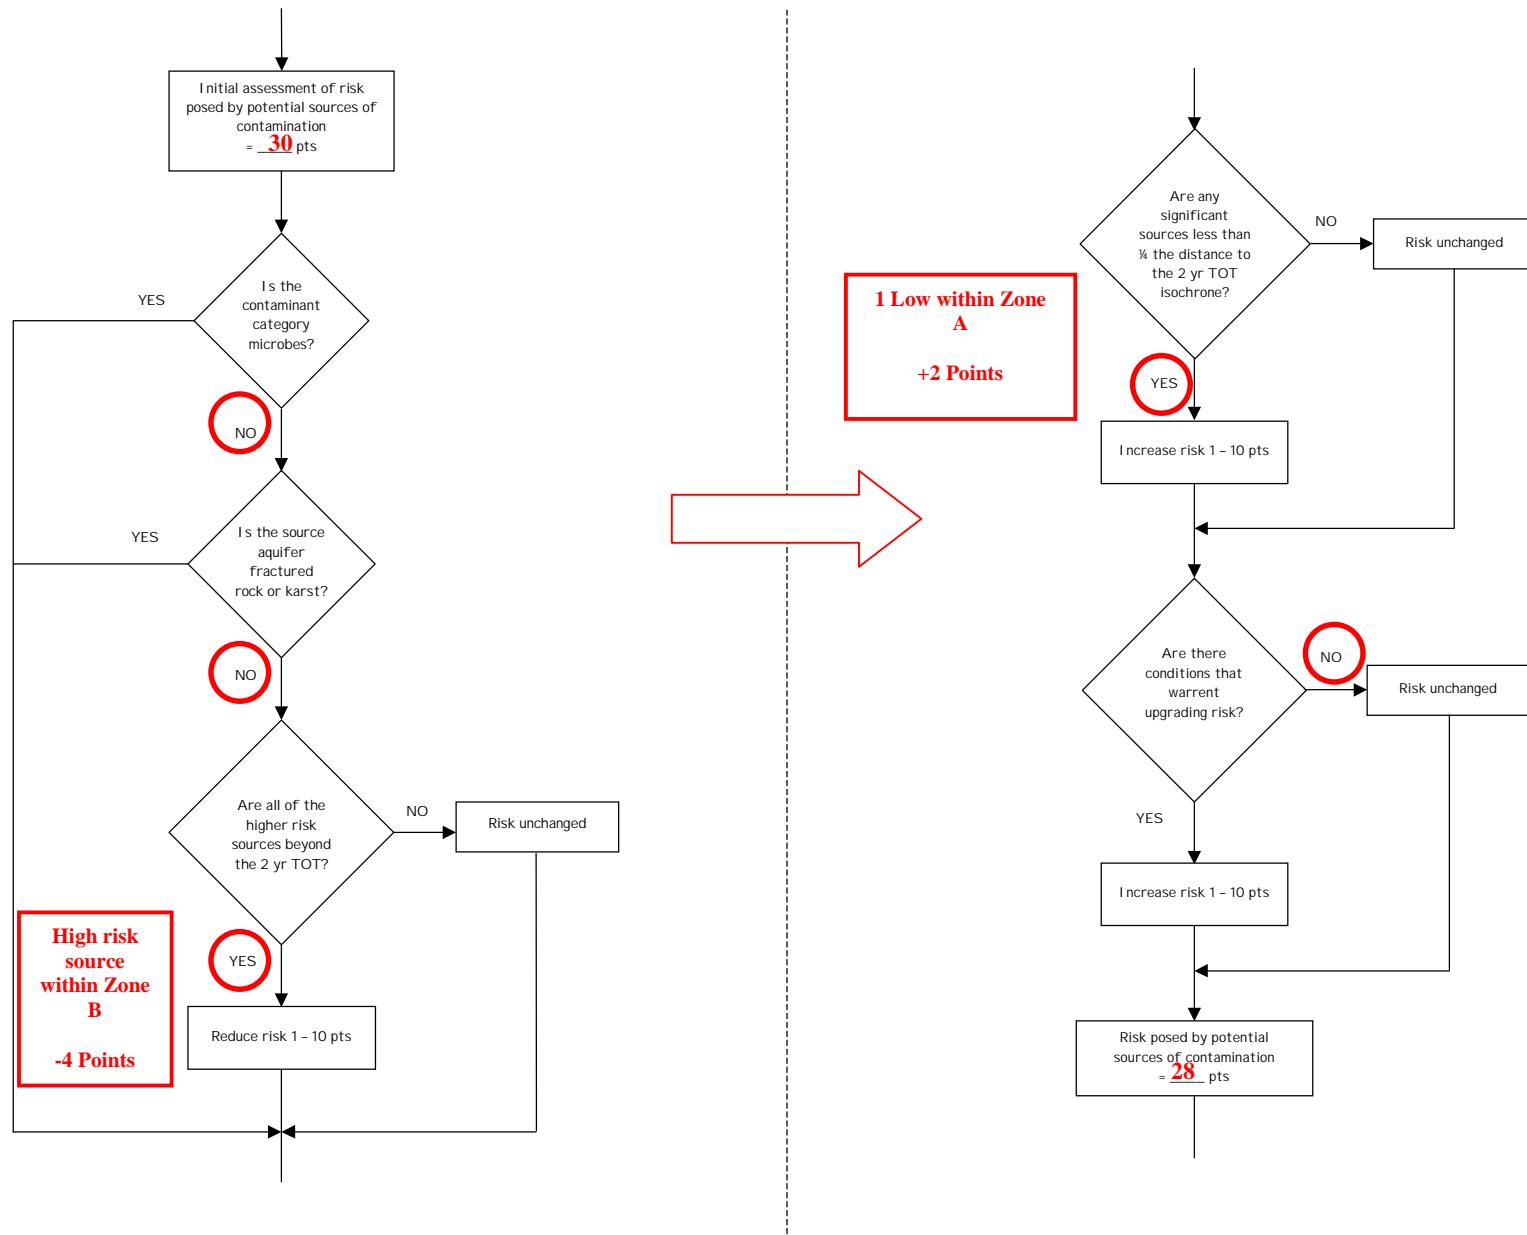 Initial assessment of risk
posed by potential sources of
contamination
= 30 pts
Is the
contaminant
category
microbes?
YES
NO
Is the source
aquifer
fractured
rock or karst?
YES
NO
Are all of the
higher risk
sources beyond
the 2 yr TOT?
NO
Risk unchanged
YES
High risk
source
within Zone
B
-4 Points
Reduce risk 1 – 10 pts
Are any
significant
sources less than
¼ the distance to
the 2 yr TOT
isochrone?
NO
Risk unchanged
1 Low within Zone
A
+2 Points
YES
Increase risk 1 – 10 pts
Are there
conditions that
warrent
upgrading risk?
NO
Risk unchanged
YES
Increase risk 1 – 10 pts
Risk posed by potential
sources of contamination
= 28 pts